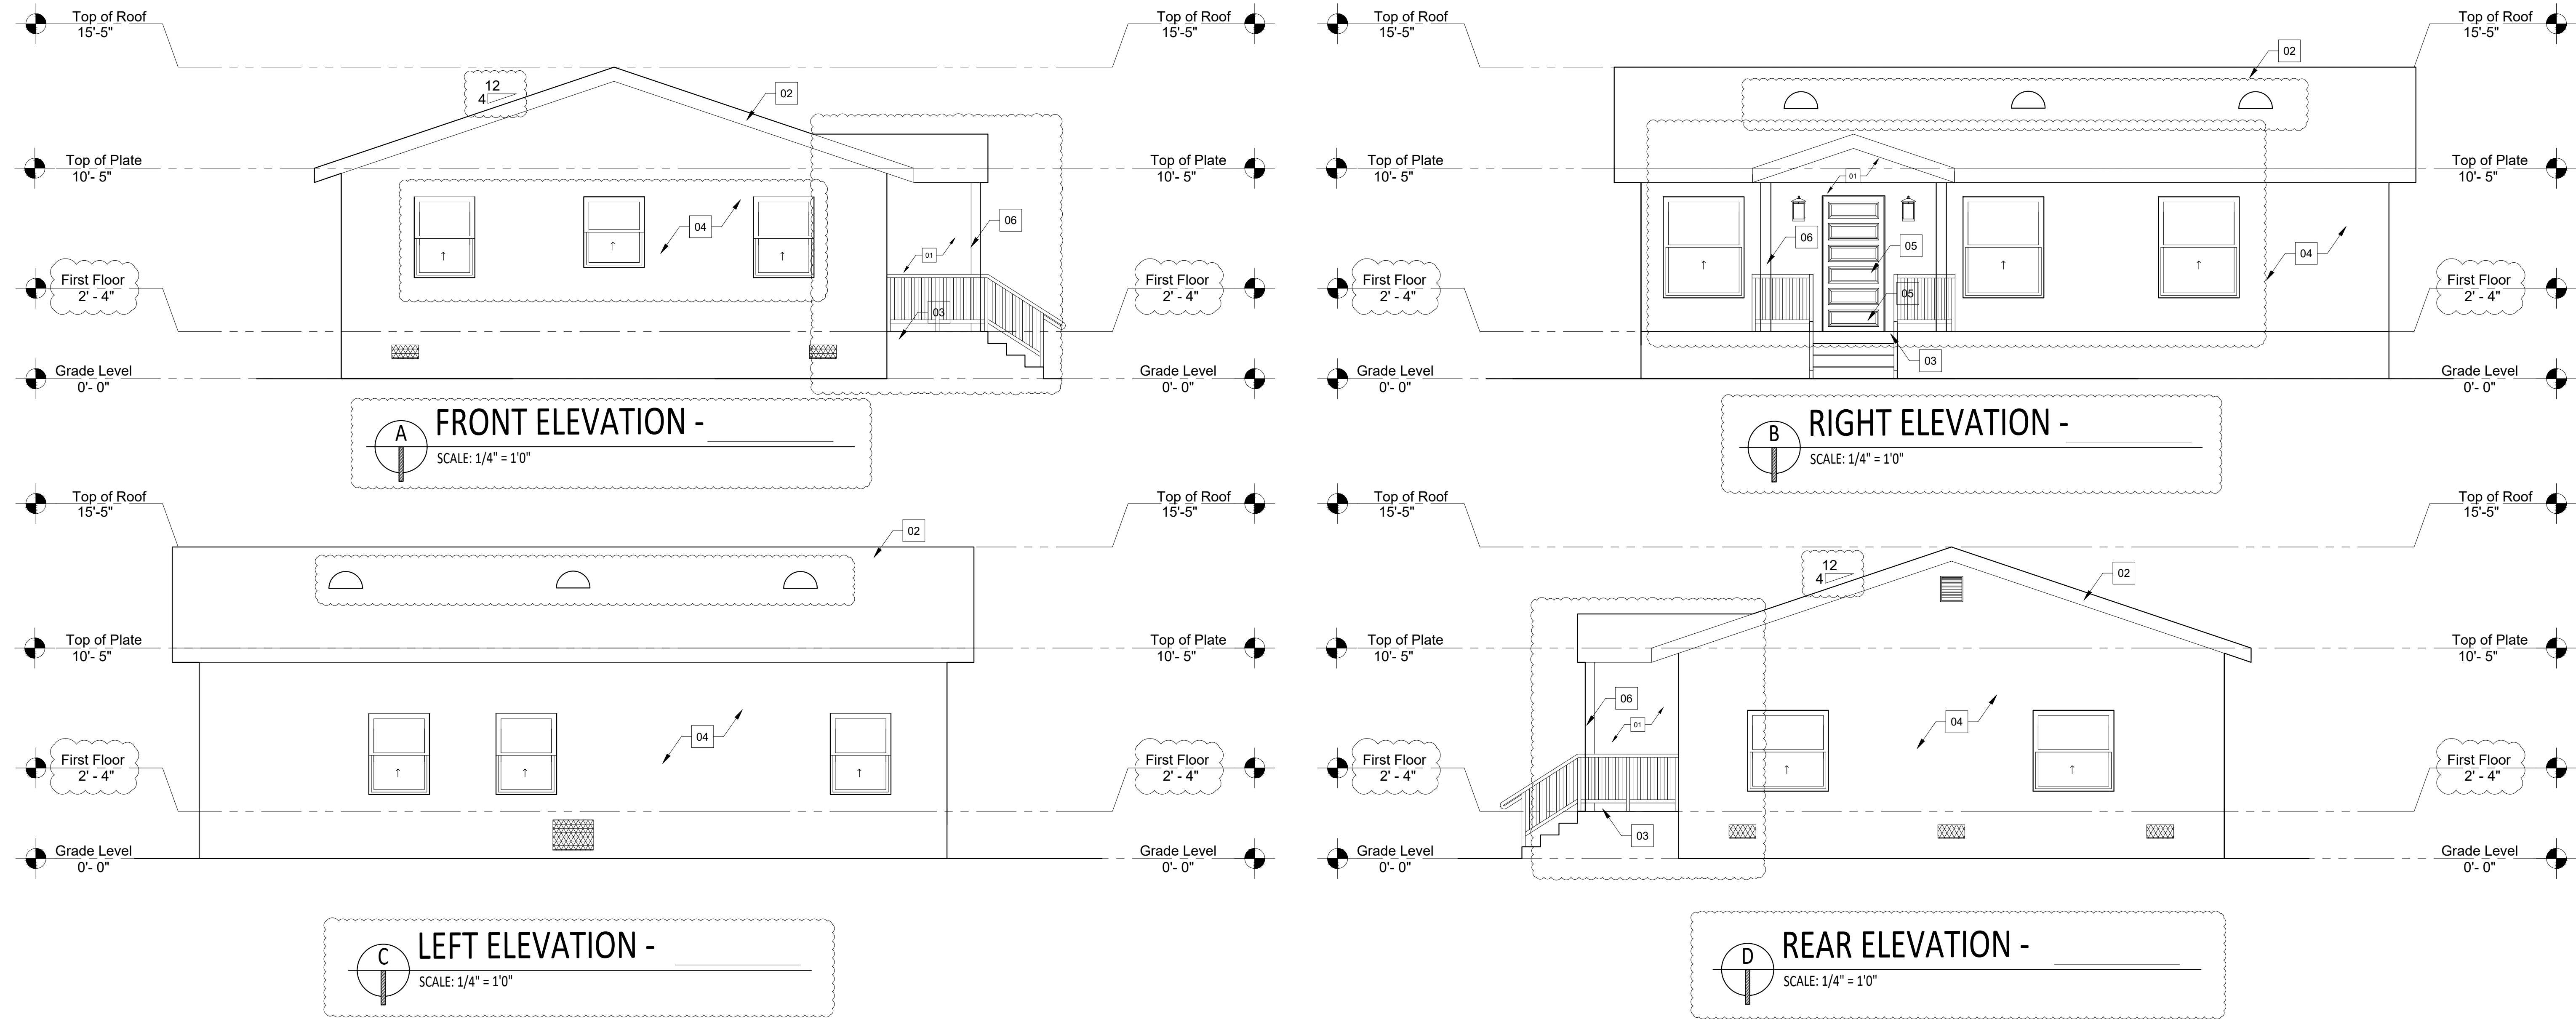 Top of Roof
15'-5"
Top of Roof
15'-5"
12
4
02
Top of Plate
10'- 5"
Top of Plate
10'- 5"
04
06
01
First Floor
2' - 4"
First Floor
2' - 4"
03
Grade Level
0'- 0"
Grade Level
0'- 0"
A
FRONT ELEVATION -
SCALE: 1/4" = 1'0"
Top of Roof
15'-5"
Top of Roof
15'-5"
02
Top of Plate
10'- 5"
Top of Plate
10'- 5"
01
06
05
04
First Floor
2' - 4"
First Floor
2' - 4"
05
03
Grade Level
0'- 0"
Grade Level
0'- 0"
B
RIGHT ELEVATION -
SCALE: 1/4" = 1'0"
Top of Roof
15'-5"
Top of Roof
15'-5"
02
Top of Plate
10'- 5"
Top of Plate
10'- 5"
04
First Floor
2' - 4"
First Floor
2' - 4"
Grade Level
0'- 0"
Grade Level
0'- 0"
C
LEFT ELEVATION -
SCALE: 1/4" = 1'0"
Top of Roof
15'-5"
Top of Roof
15'-5"
12
4
02
Top of Plate
10'- 5"
Top of Plate
10'- 5"
06
01
04
First Floor
2' - 4"
First Floor
2' - 4"
03
Grade Level
0'- 0"
Grade Level
0'- 0"
D
REAR ELEVATION -
SCALE: 1/4" = 1'0"